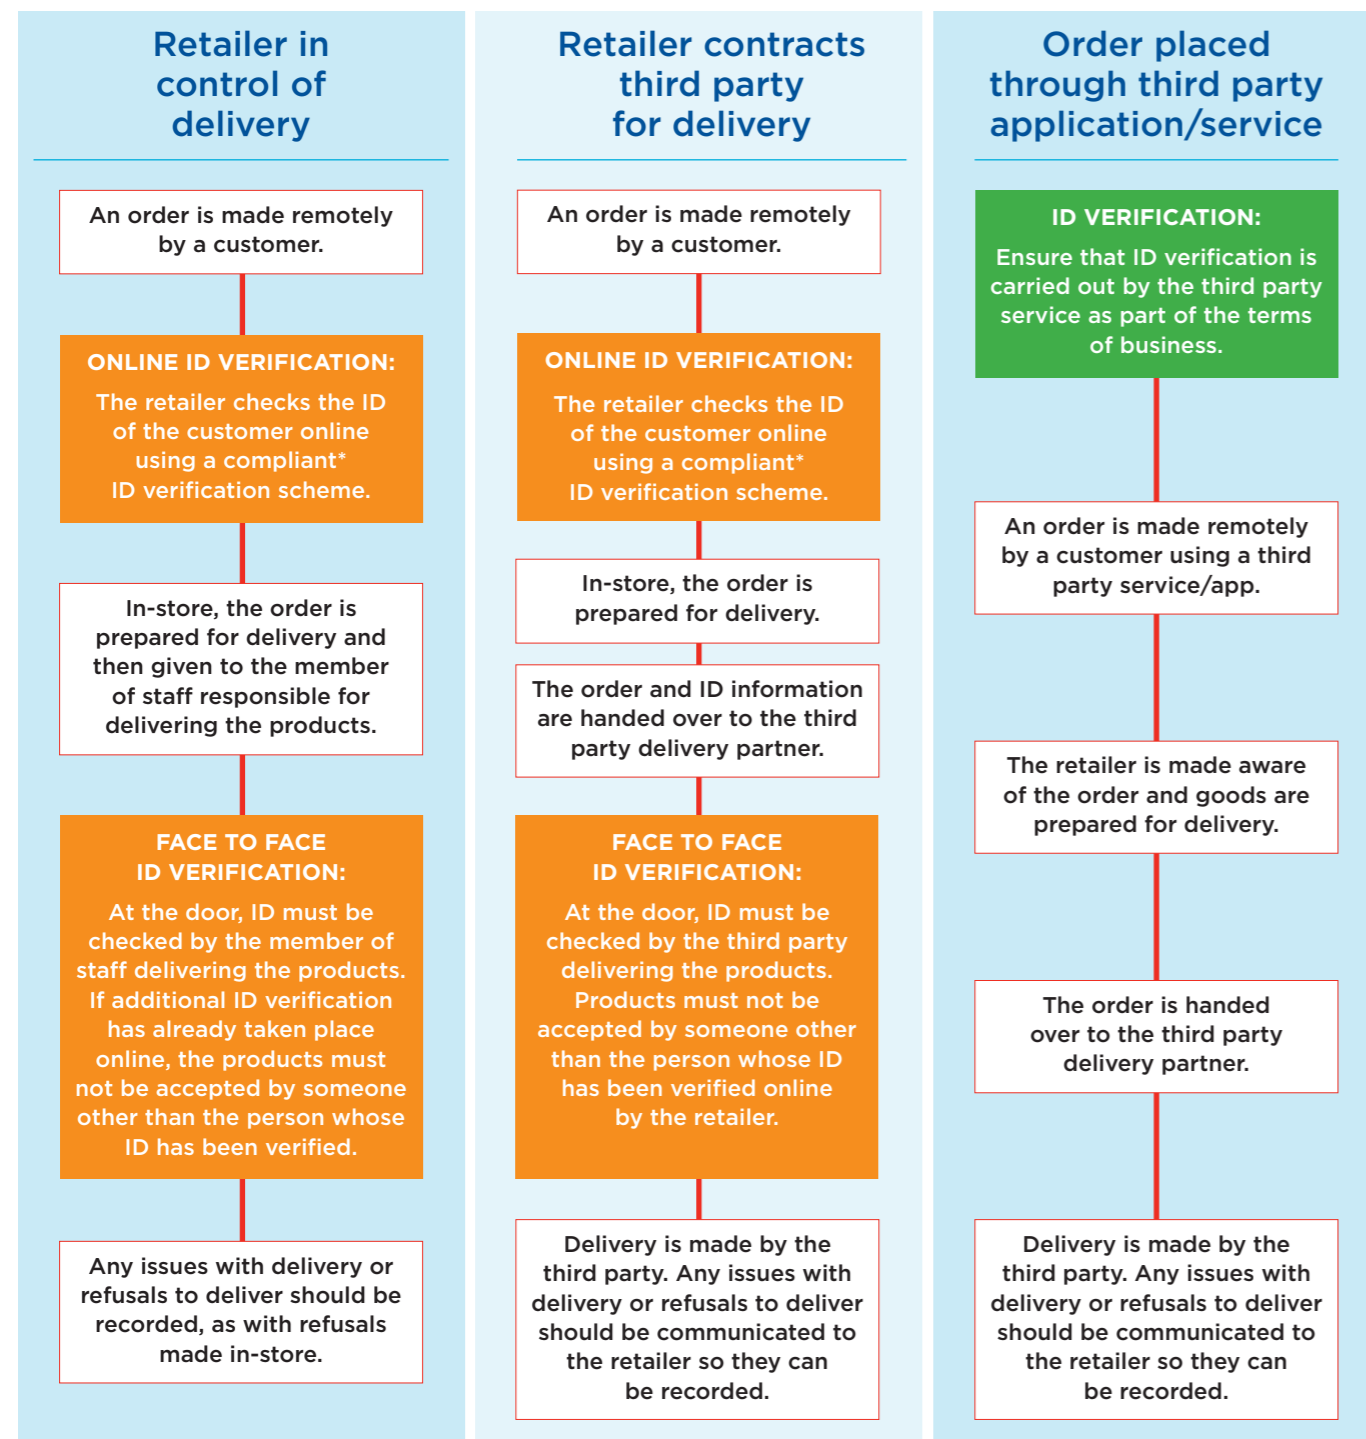 Retailer in
control of
delivery
An order is made remotely
by a customer.
ONLINE ID VERIFICATION:
The retailer checks the ID
of the customer online
using a compliant*
ID verification scheme.
In-store, the order is
prepared for delivery and
then given to the member
of staff responsible for
delivering the products.
FACE TO FACE
ID VERIFICATION:
At the door, ID must be
checked by the member of
staff delivering the products.
If additional ID verification
has already taken place
online, the products must
not be accepted by someone
other than the person whose
ID has been verified.
Any issues with delivery or
refusals to deliver should be
recorded, as with refusals
made in-store.
Retailer contracts
third party
for delivery
An order is made remotely
by a customer.
ONLINE ID VERIFICATION:
The retailer checks the ID
of the customer online
using a compliant*
ID verification scheme.
In-store, the order is
prepared for delivery.
The order and ID information
are handed over to the third
party delivery partner.
FACE TO FACE
ID VERIFICATION:
At the door, ID must be
checked by the third party
delivering the products.
Products must not be
accepted by someone other
than the person whose ID
has been verified online
by the retailer.
Delivery is made by the
third party. Any issues with
delivery or refusals to deliver
should be communicated to
the retailer so they can
be recorded.
Order placed
through third party
application/service
ID VERIFICATION:
Ensure that ID verification is
carried out by the third party
service as part of the terms
of business.
An order is made remotely
by a customer using a third
party service/app.
The retailer is made aware
of the order and goods are
prepared for delivery.
The order is handed
over to the third party
delivery partner.
Delivery is made by the
third party. Any issues with
delivery or refusals to deliver
should be communicated to
the retailer so they can
be recorded.